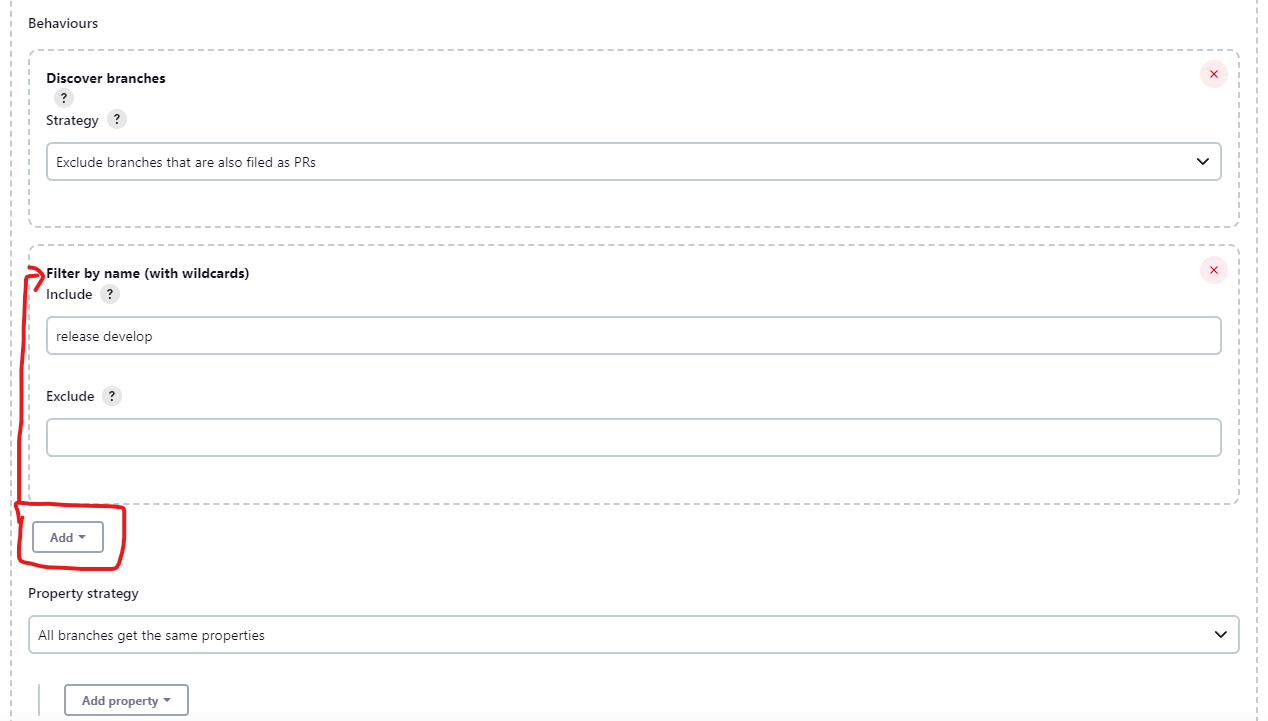 Behaviours
Discover branches
?
Strategy ?
Exclude branches that are also filed as PRs
Filter by name (with wildcards)
Include ?
release develop
Exclude ?
Add
Property strategy
All branches get the same properties
Add property